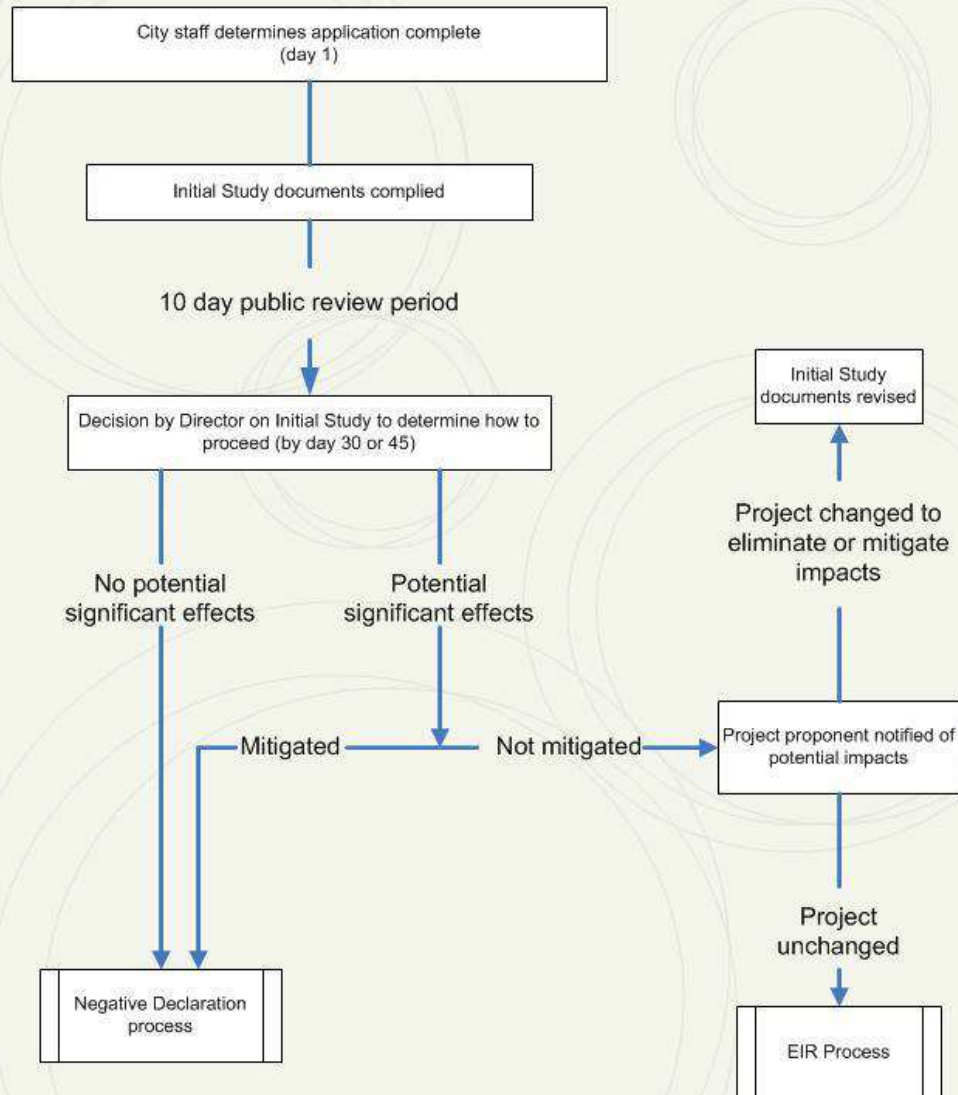 City staff determines application complete
(day 1)
Initial Study documents complied
10 day public review period
Decision by Director on Initial Study to determine how to
proceed (by day 30 or 45)
No potential
significant effects
Potential
significant effects
Mitigated
Not mitigated
Project proponent notified of
potential impacts
Project changed to
eliminate or mitigate
impacts
Initial Study
documents revised
Project
unchanged
Negative Declaration
process
EIR Process